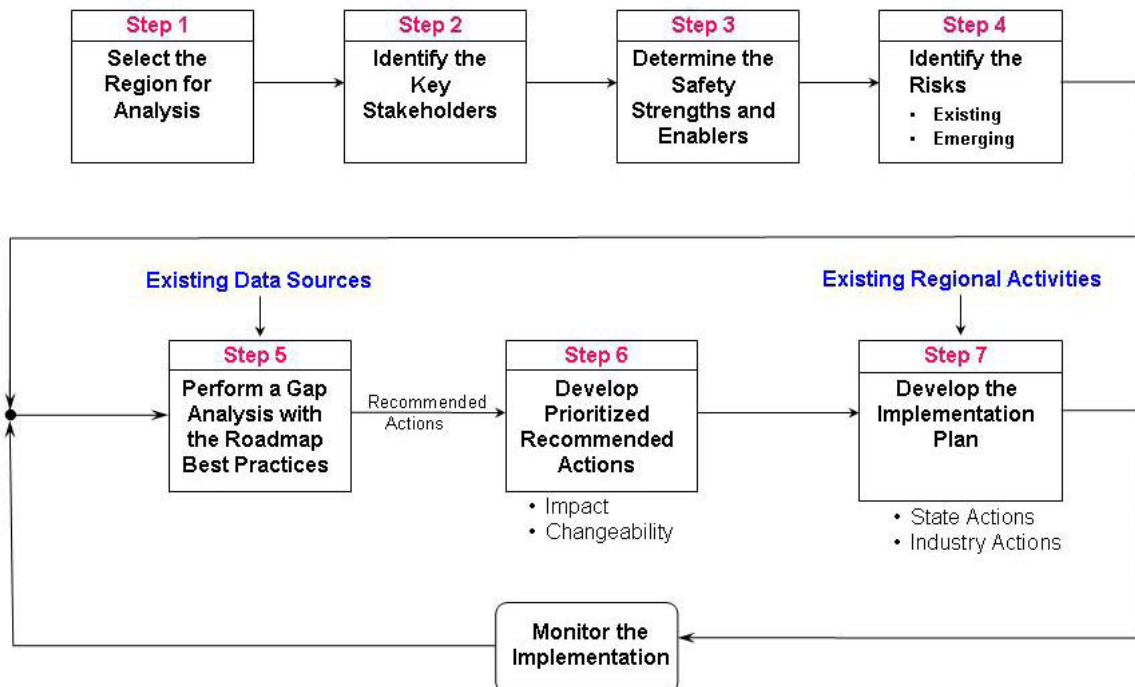 Step 1
Select the
Region for
Analysis
Step 2
Identify the
Key
Stakeholders
Step 3
Determine the
Safety
Strengths and
Enablers
Step 4
Identify the
Risks
• Existing
• Emerging
Existing Data Sources
Existing Regional Activities
Step 5
Perform a Gap
Analysis with
the Roadmap
Best Practices
Recommended
Actions
Step 6
Develop
Prioritized
Recommended
Actions
• Impact
• Changeability
Step 7
Develop the
Implementation
Plan
• State Actions
• Industry Actions
Monitor the
Implementation